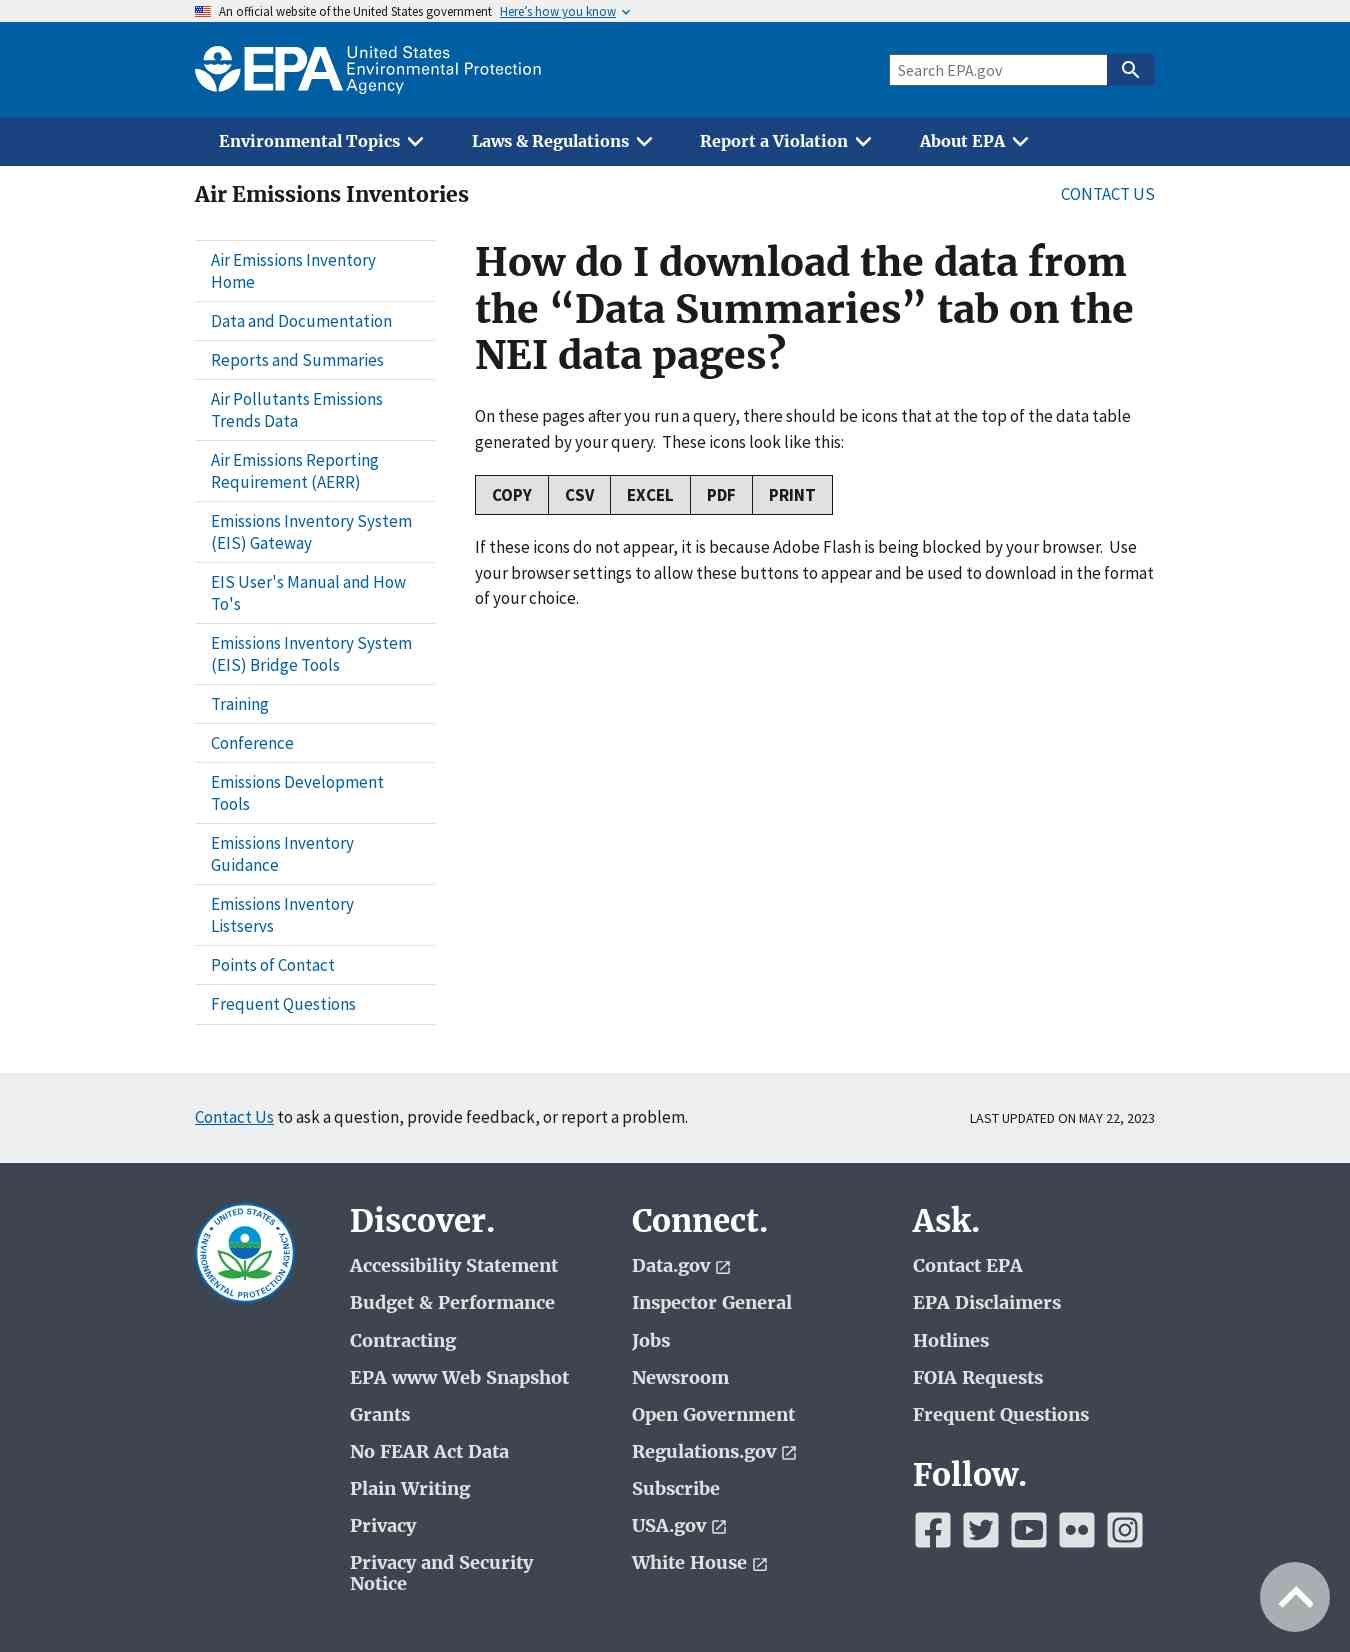 An official website of the United States government Here’s how you know
EPA United States
Environmental Protection
Agency
Search EPA.gov
Environmental Topics
Laws & Regulations
Report a Violation
About EPA
Air Emissions Inventories
CONTACT US
Air Emissions Inventory
Home
Data and Documentation
Reports and Summaries
Air Pollutants Emissions
Trends Data
Air Emissions Reporting
Requirement (AERR)
Emissions Inventory System
(EIS) Gateway
EIS User's Manual and How
To's
Emissions Inventory System
(EIS) Bridge Tools
Training
Conference
Emissions Development
Tools
Emissions Inventory
Guidance
Emissions Inventory
Listservs
Points of Contact
Frequent Questions
How do I download the data from
the “Data Summaries” tab on the
NEI data pages?
On these pages after you run a query, there should be icons that at the top of the data table
generated by your query.  These icons look like this:
COPY CSV EXCEL PDF PRINT
If these icons do not appear, it is because Adobe Flash is being blocked by your browser.  Use
your browser settings to allow these buttons to appear and be used to download in the format
of your choice.
Contact Us to ask a question, provide feedback, or report a problem.
LAST UPDATED ON MAY 22, 2023
UNITED STATES
ENVIRONMENTAL PROTECTION AGENCY
Discover.
Accessibility Statement
Budget & Performance
Contracting
EPA www Web Snapshot
Grants
No FEAR Act Data
Plain Writing
Privacy
Privacy and Security
Notice
Connect.
Data.gov
Inspector General
Jobs
Newsroom
Open Government
Regulations.gov
Subscribe
USA.gov
White House
Ask.
Contact EPA
EPA Disclaimers
Hotlines
FOIA Requests
Frequent Questions
Follow.